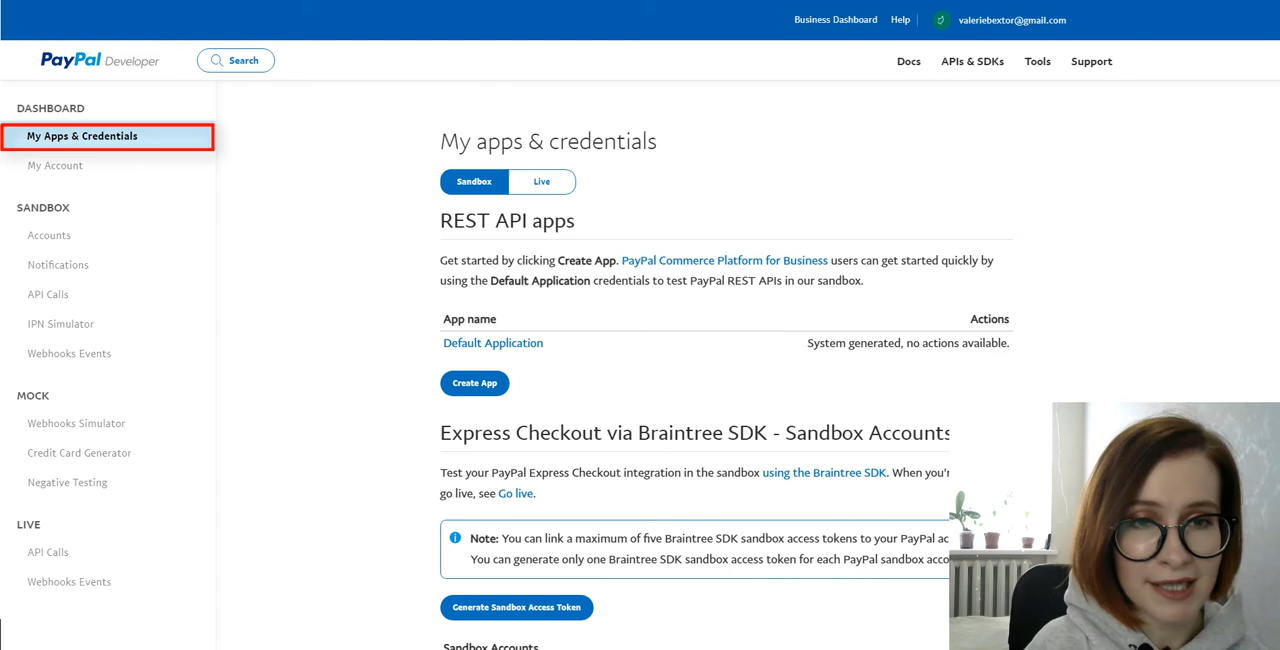 Business Dashboard Help valeriebextor@gmail.com
PayPal Developer Search Docs APIs & SDKs Tools Support
DASHBOARD
My Apps & Credentials
My Account
SANDBOX
Accounts
Notifications
API Calls
IPN Simulator
Webhooks Events
MOCK
Webhooks Simulator
Credit Card Generator
Negative Testing
LIVE
API Calls
Webhooks Events
My apps & credentials
Sandbox Live
REST API apps
Get started by clicking Create App. PayPal Commerce Platform for Business users can get started quickly by
using the Default Application credentials to test PayPal REST APIs in our sandbox.
App name Actions
Default Application System generated, no actions available.
Create App
Express Checkout via Braintree SDK - Sandbox Accounts
Test your PayPal Express Checkout integration in the sandbox using the Braintree SDK. When you'r
go live, see Go live.
Note: You can link a maximum of five Braintree SDK sandbox access tokens to your PayPal ac
You can generate only one Braintree SDK sandbox access token for each PayPal sandbox acco
Generate Sandbox Access Token
Sandbox Accounts